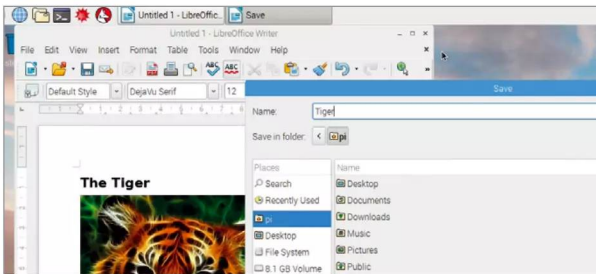 Untitled 1 - LibreOffic... Save
Untitled 1 - LibreOffice Writer
File Edit View Insert Format Table Tools Window Help
Default Style DejaVu Serif 12
Save
Name: Tiger
Save in folder: pi
Places Name
Search Desktop
Recently Used Documents
pi Downloads
Desktop Music
File System Pictures
8.1 GB Volume Public
The Tiger